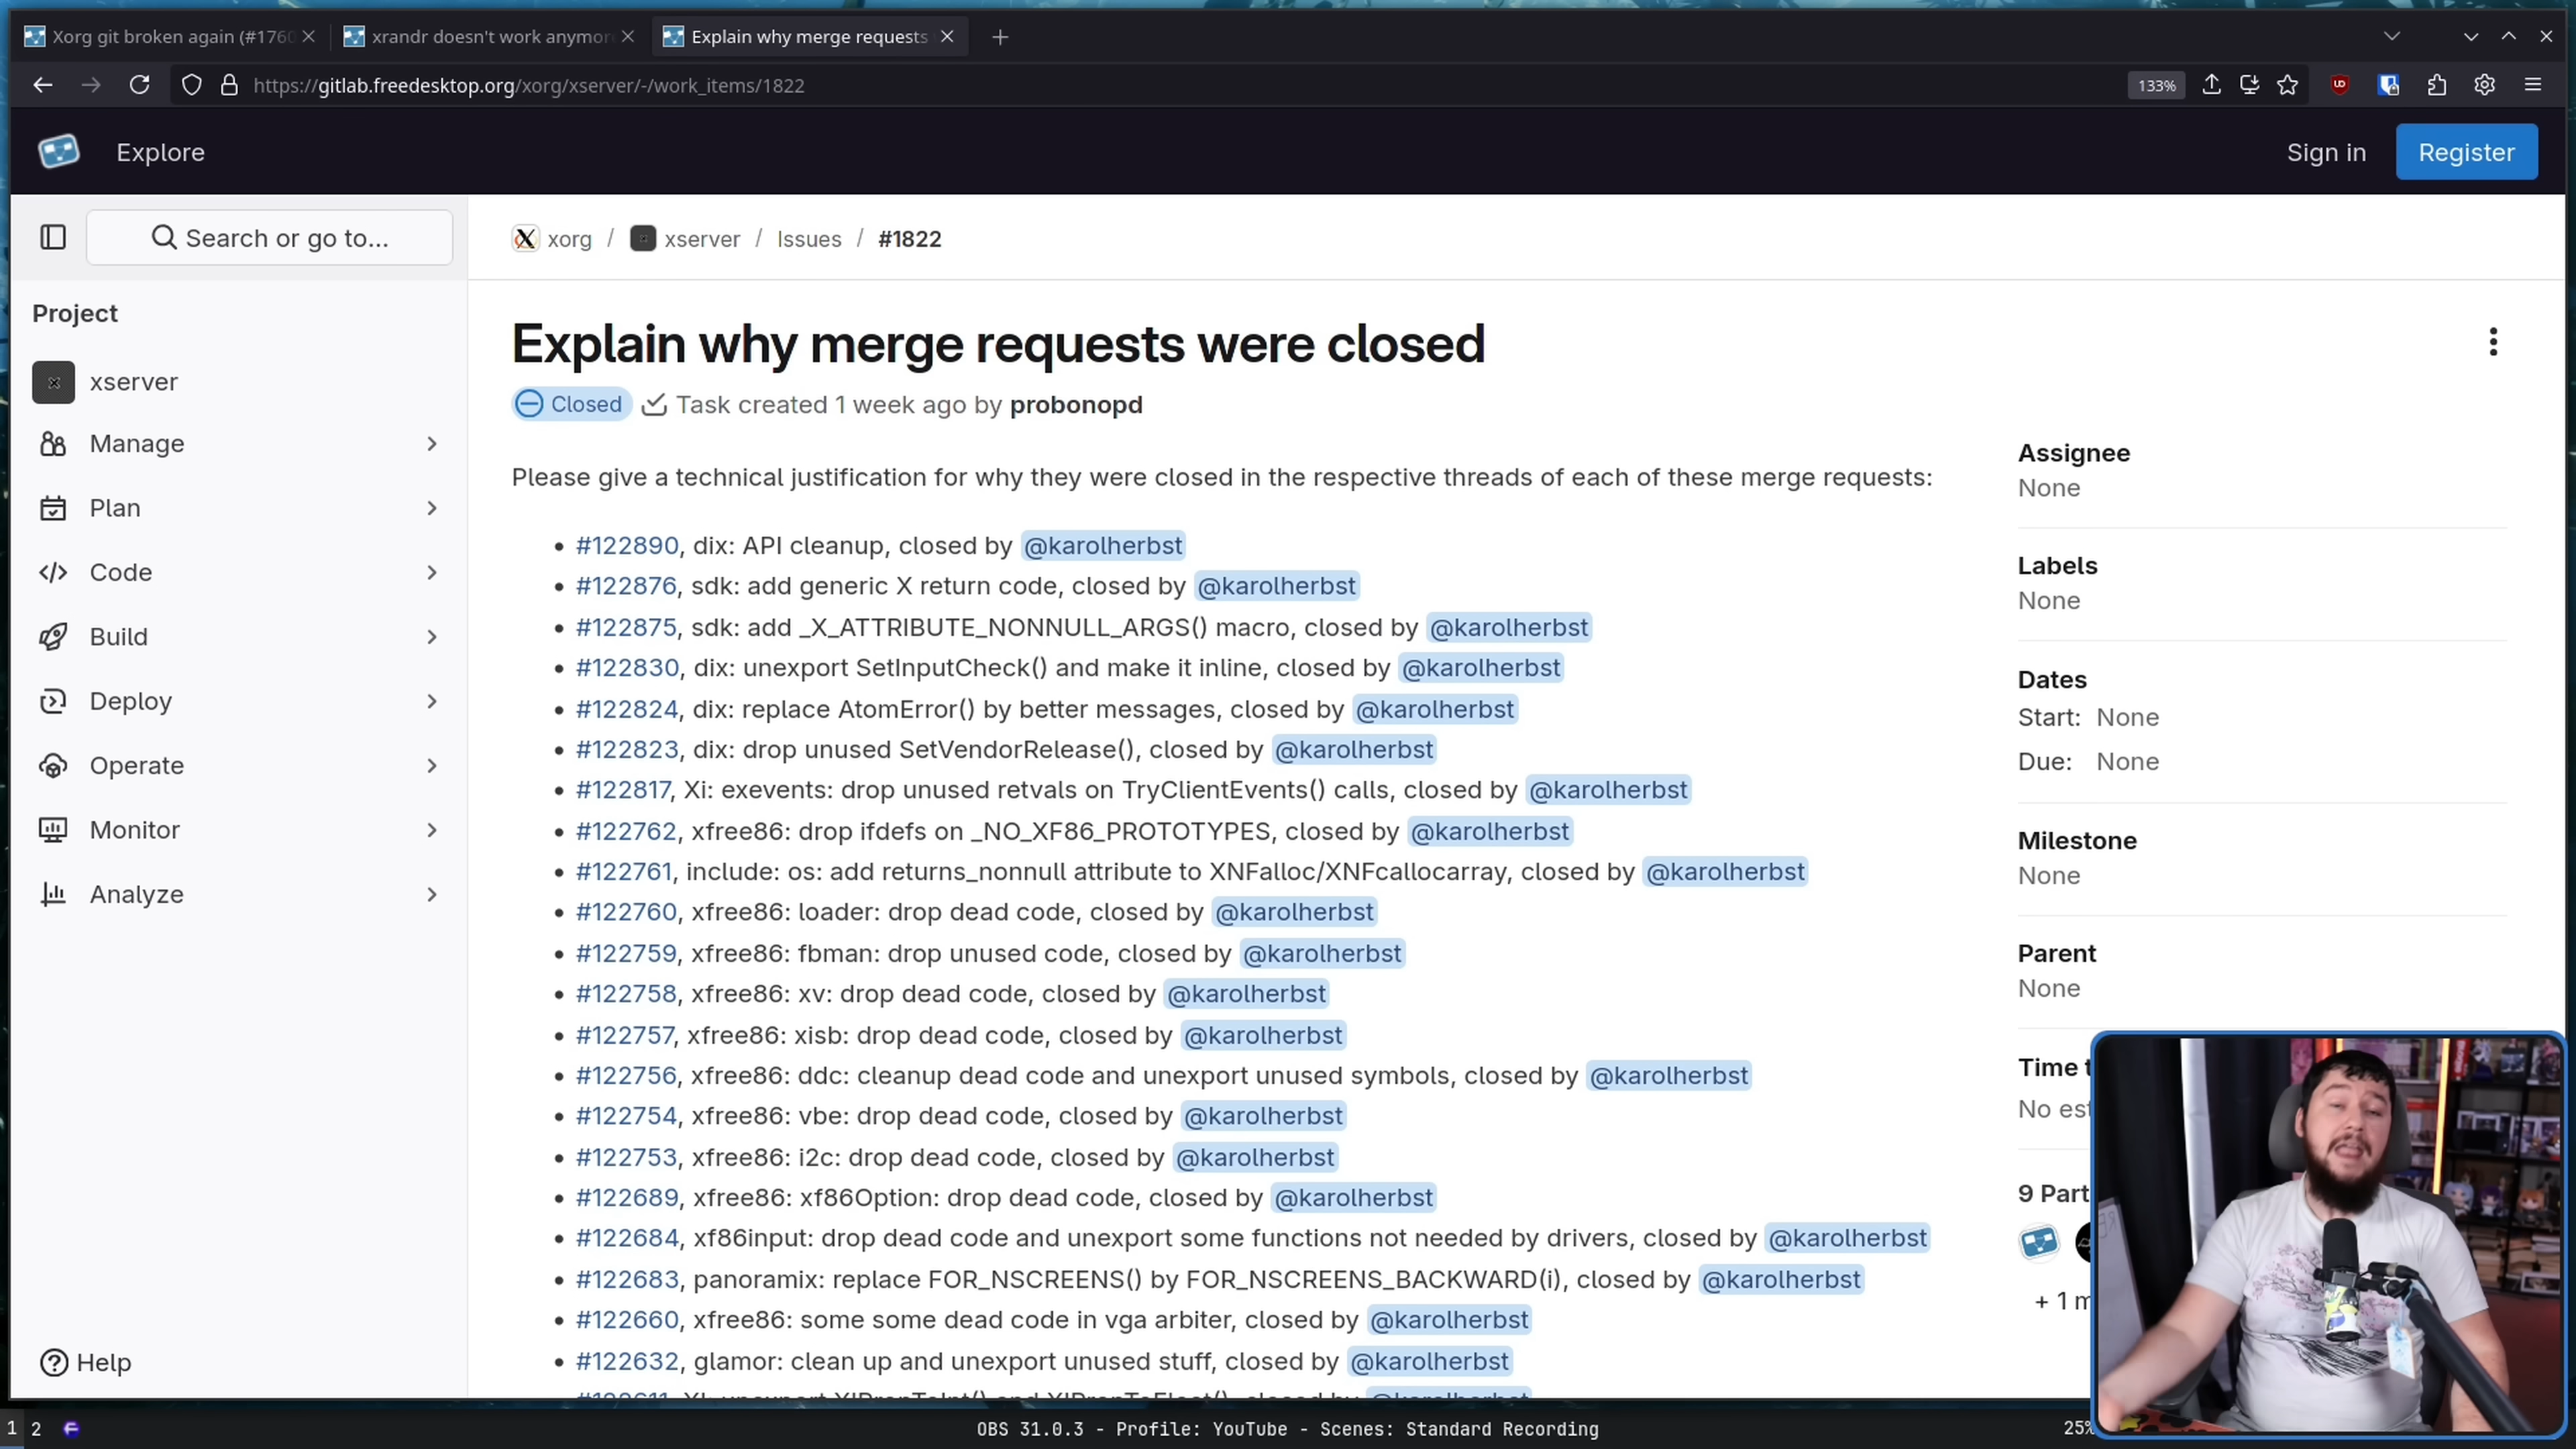 Xorg git broken again (#1760
xrandr doesn't work anymor
Explain why merge requests
https://gitlab.freedesktop.org/xorg/xserver/-/work_items/1822
133%
Explore
Sign in
Register
Search or go to...
xorg / xserver / Issues / #1822
Project
xserver
Manage
Plan
Code
Build
Deploy
Operate
Monitor
Analyze
Help
Explain why merge requests were closed
Closed Task created 1 week ago by probonopd
Please give a technical justification for why they were closed in the respective threads of each of these merge requests:
• #122890, dix: API cleanup, closed by @karolherbst
• #122876, sdk: add generic X return code, closed by @karolherbst
• #122875, sdk: add _X_ATTRIBUTE_NONNULL_ARGS() macro, closed by @karolherbst
• #122830, dix: unexport SetInputCheck() and make it inline, closed by @karolherbst
• #122824, dix: replace AtomError() by better messages, closed by @karolherbst
• #122823, dix: drop unused SetVendorRelease(), closed by @karolherbst
• #122817, Xi: exevents: drop unused retvals on TryClientEvents() calls, closed by @karolherbst
• #122762, xfree86: drop ifdefs on _NO_XF86_PROTOTYPES, closed by @karolherbst
• #122761, include: os: add returns_nonnull attribute to XNFalloc/XNFcallocarray, closed by @karolherbst
• #122760, xfree86: loader: drop dead code, closed by @karolherbst
• #122759, xfree86: fbman: drop unused code, closed by @karolherbst
• #122758, xfree86: xv: drop dead code, closed by @karolherbst
• #122757, xfree86: xisb: drop dead code, closed by @karolherbst
• #122756, xfree86: ddc: cleanup dead code and unexport unused symbols, closed by @karolherbst
• #122754, xfree86: vbe: drop dead code, closed by @karolherbst
• #122753, xfree86: i2c: drop dead code, closed by @karolherbst
• #122689, xfree86: xf86Option: drop dead code, closed by @karolherbst
• #122684, xf86input: drop dead code and unexport some functions not needed by drivers, closed by @karolherbst
• #122683, panoramix: replace FOR_NSCREENS() by FOR_NSCREENS_BACKWARD(i), closed by @karolherbst
• #122660, xfree86: some some dead code in vga arbiter, closed by @karolherbst
• #122632, glamor: clean up and unexport unused stuff, closed by @karolherbst
Assignee
None
Labels
None
Dates
Start: None
Due: None
Milestone
None
Parent
None
Time t
No est
9 Part
+ 1 m
1 2
OBS 31.0.3 - Profile: YouTube - Scenes: Standard Recording
25%